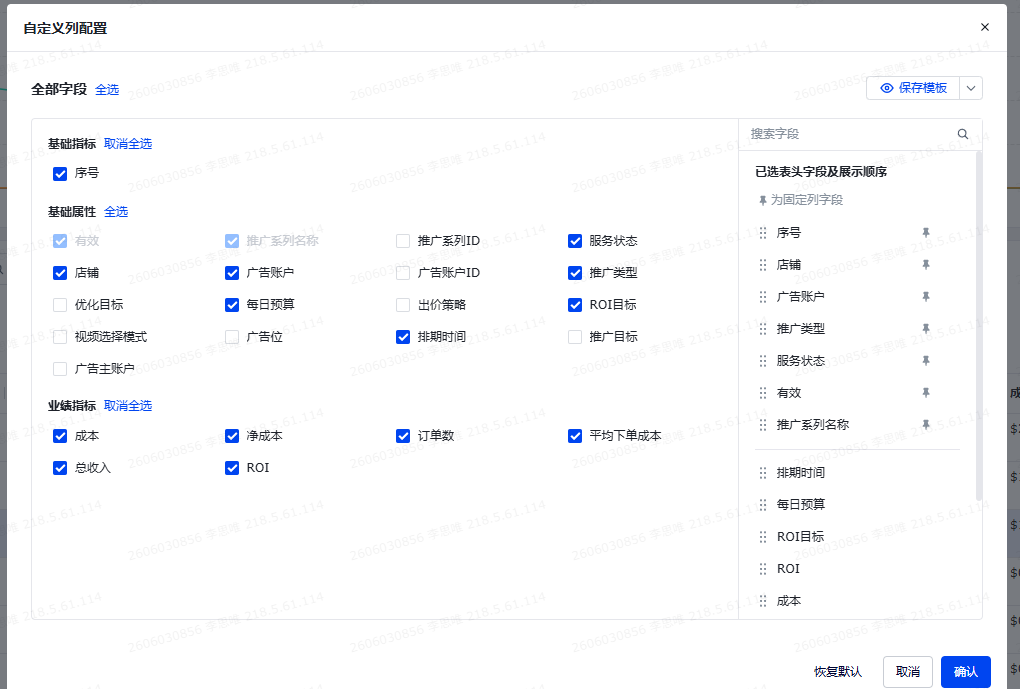 自定义列配置
全部字段 全选
保存模板
基础指标 取消全选
序号
基础属性 全选
有效 推广系列名称 推广系列ID 服务状态
店铺 广告账户 广告账户ID 推广类型
优化目标 每日预算 出价策略 ROI目标
视频选择模式 广告位 排期时间 推广目标
广告主账户
业绩指标 取消全选
成本 净成本 订单数 平均下单成本
总收入 ROI
搜索字段
已选表头字段及展示顺序
为固定列字段
序号
店铺
广告账户
推广类型
服务状态
有效
推广系列名称
排期时间
每日预算
ROI目标
ROI
成本
恢复默认 取消 确认
2606030856 李思唯 218.5.61.114